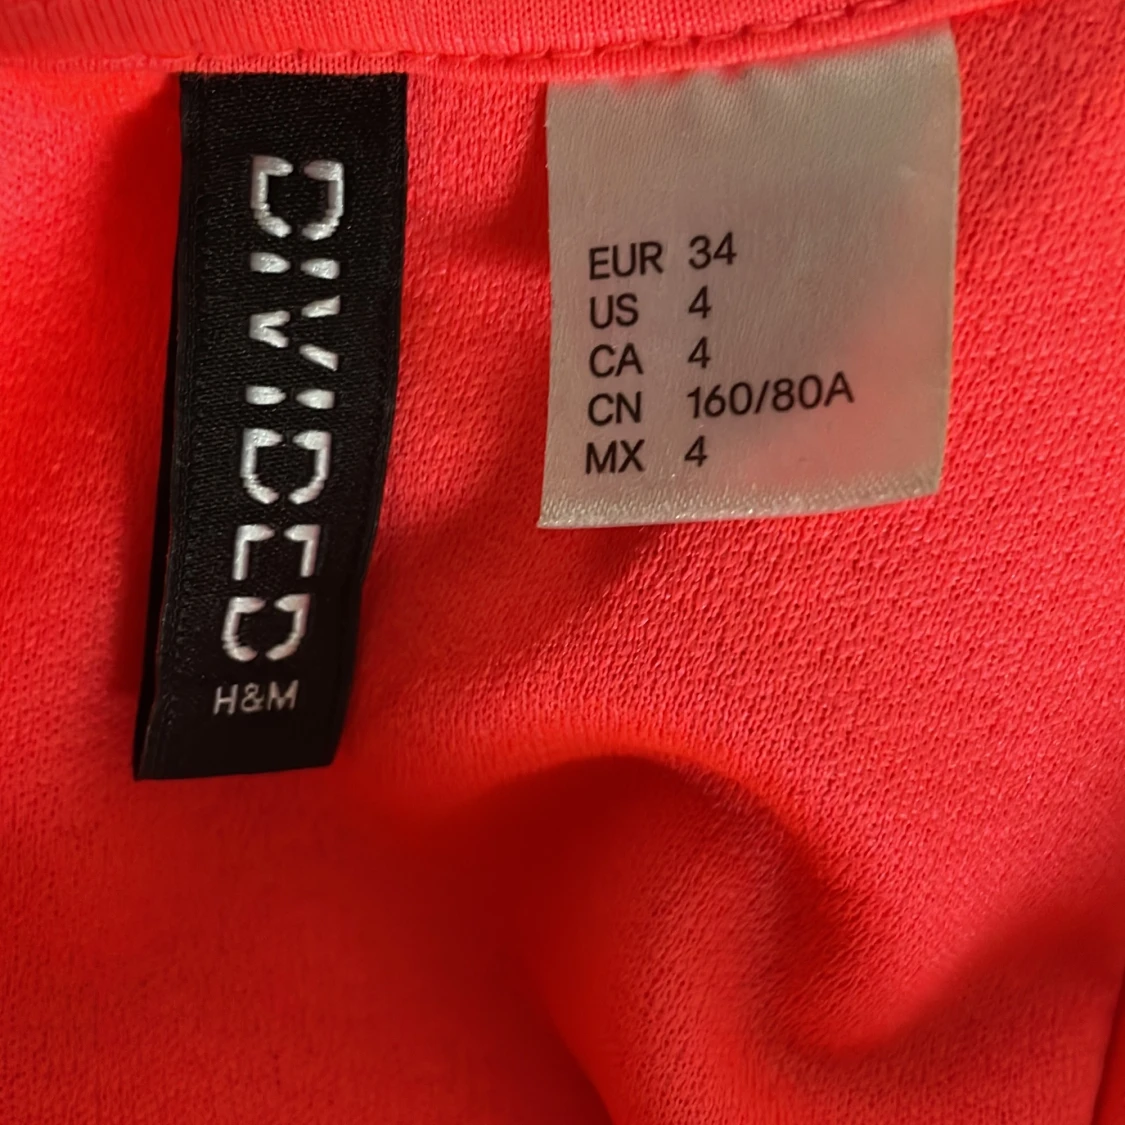 DIVIDED
H&M
EUR 34
US 4
CA 4
CN 160/80A
MX 4